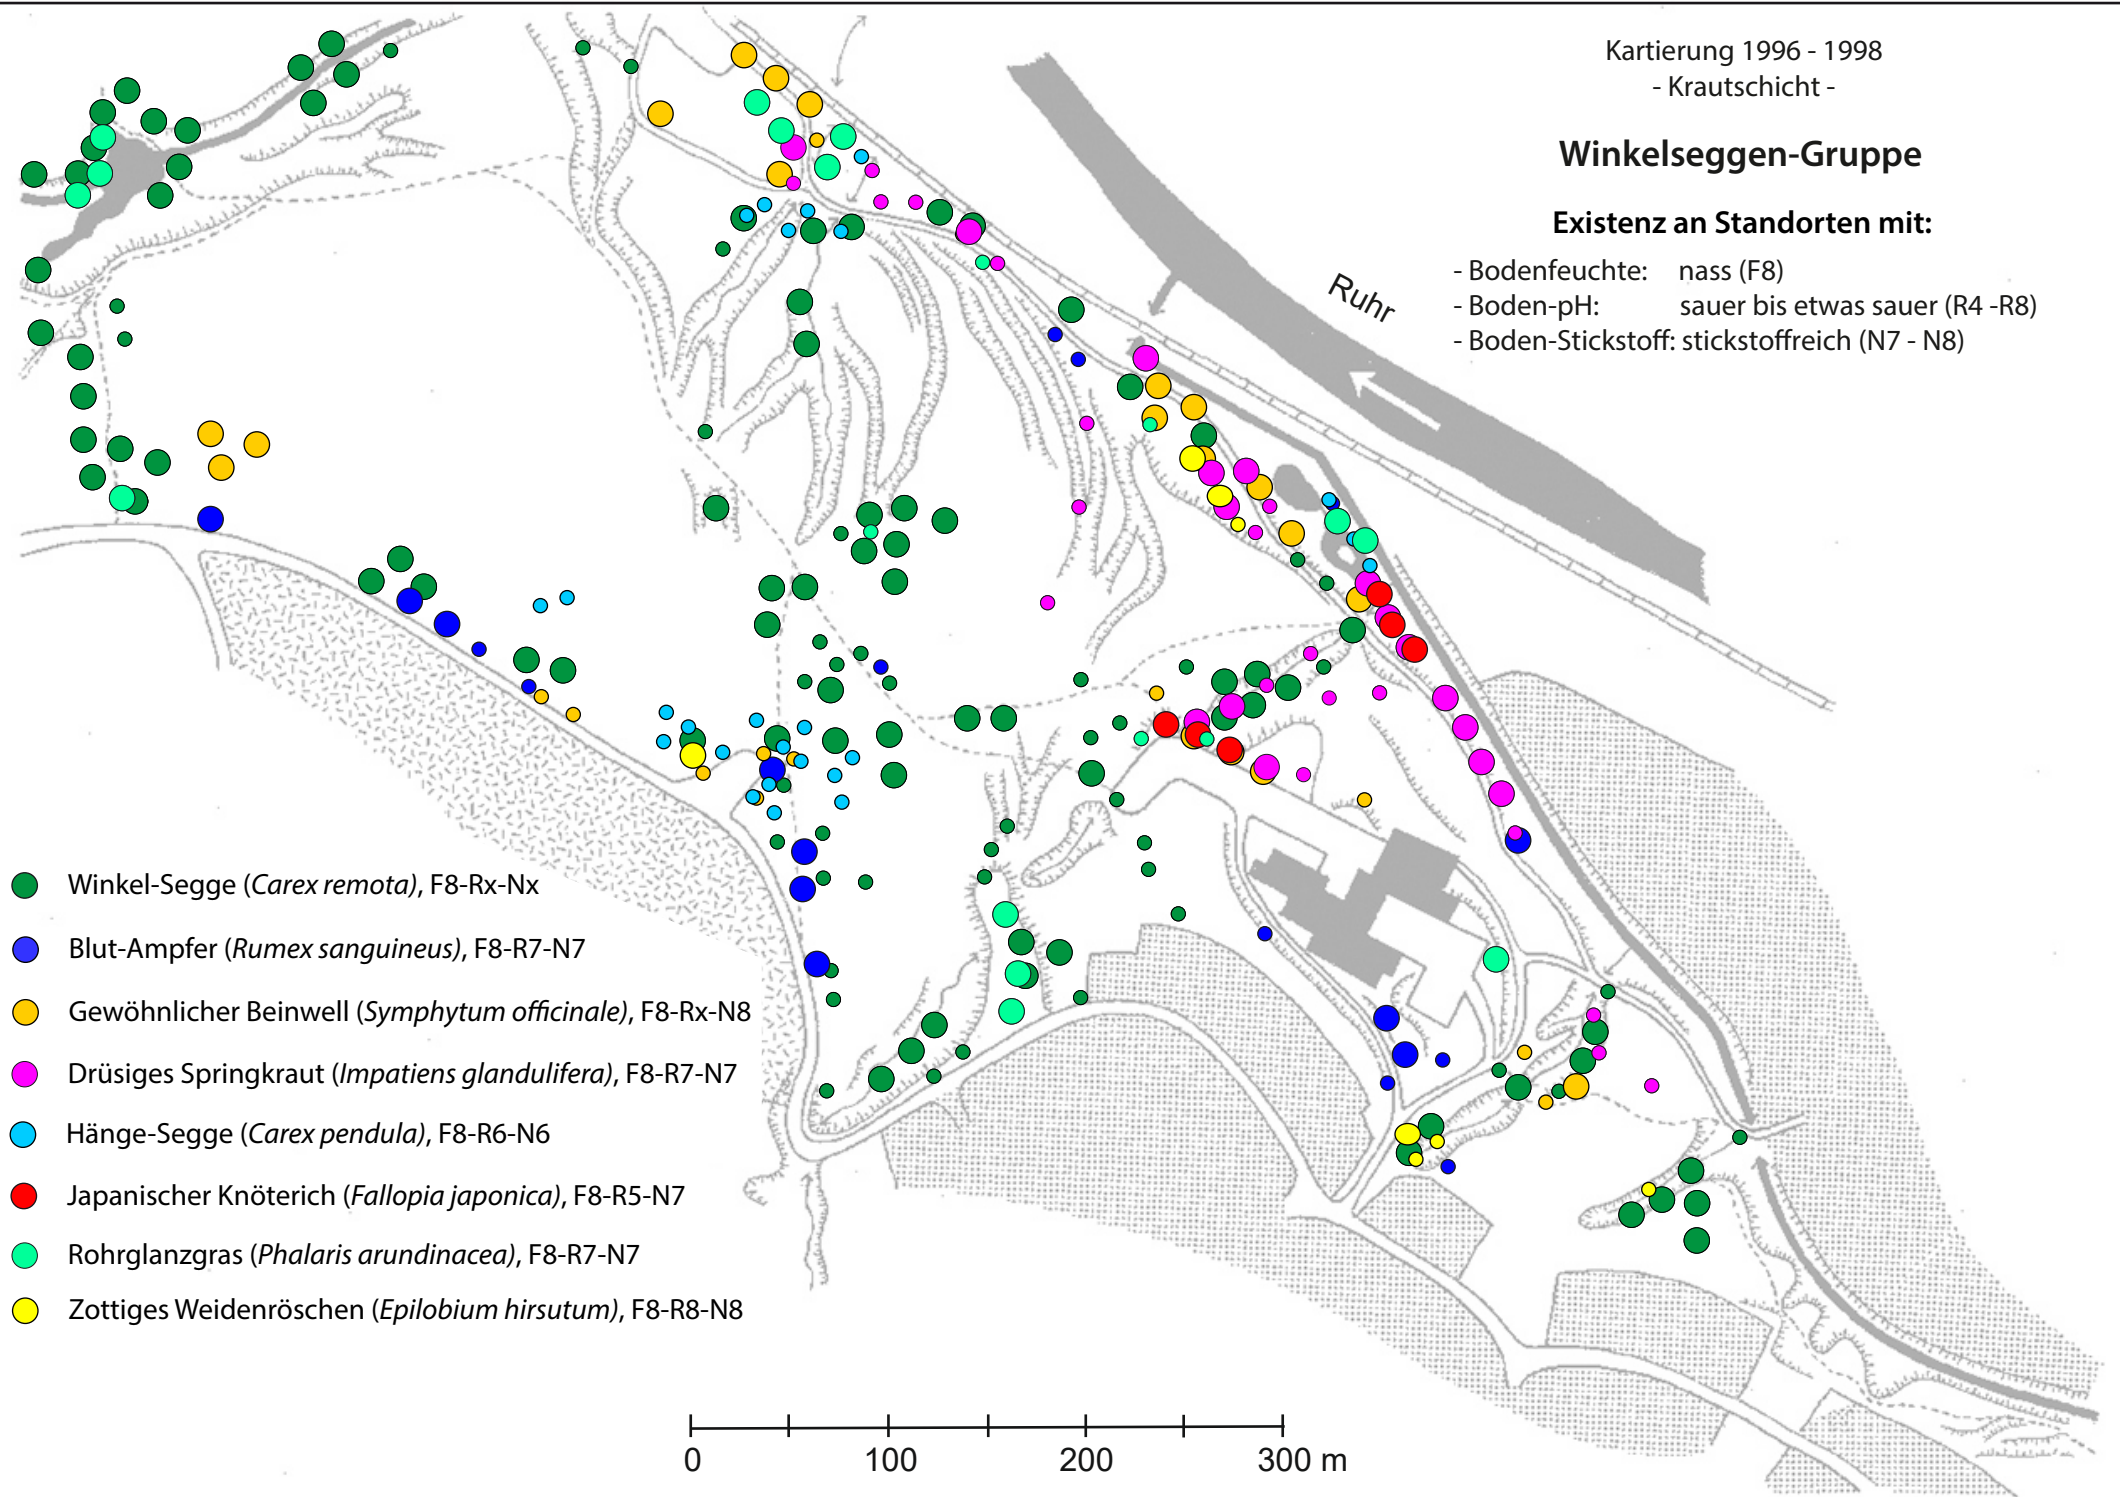 Kartierung 1996 - 1998
- Krautschicht -
Winkelseggen-Gruppe
Existenz an Standorten mit:
- Bodenfeuchte: nass (F8)
- Boden-pH: sauer bis etwas sauer (R4 -R8)
- Boden-Stickstoff: stickstoffreich (N7 - N8)
Ruhr
Winkel-Segge (Carex remota), F8-Rx-Nx
Blut-Ampfer (Rumex sanguineus), F8-R7-N7
Gewöhnlicher Beinwell (Symphytum officinale), F8-Rx-N8
Drüsiges Springkraut (Impatiens glandulifera), F8-R7-N7
Hänge-Segge (Carex pendula), F8-R6-N6
Japanischer Knöterich (Fallopia japonica), F8-R5-N7
Rohrglanzgras (Phalaris arundinacea), F8-R7-N7
Zottiges Weidenröschen (Epilobium hirsutum), F8-R8-N8
0 100 200 300 m